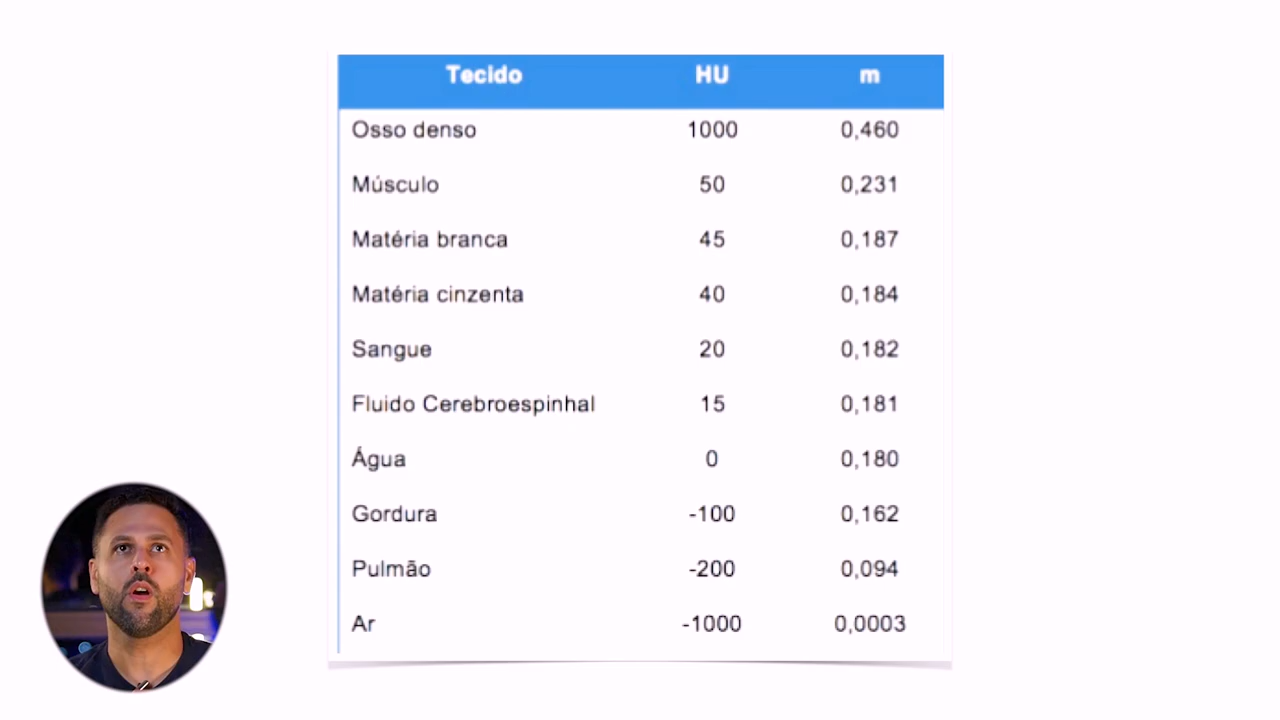 Tecido HU m
Osso denso 1000 0,460
Músculo 50 0,231
Matéria branca 45 0,187
Matéria cinzenta 40 0,184
Sangue 20 0,182
Fluido Cerebroespinhal 15 0,181
Água 0 0,180
Gordura -100 0,162
Pulmão -200 0,094
Ar -1000 0,0003